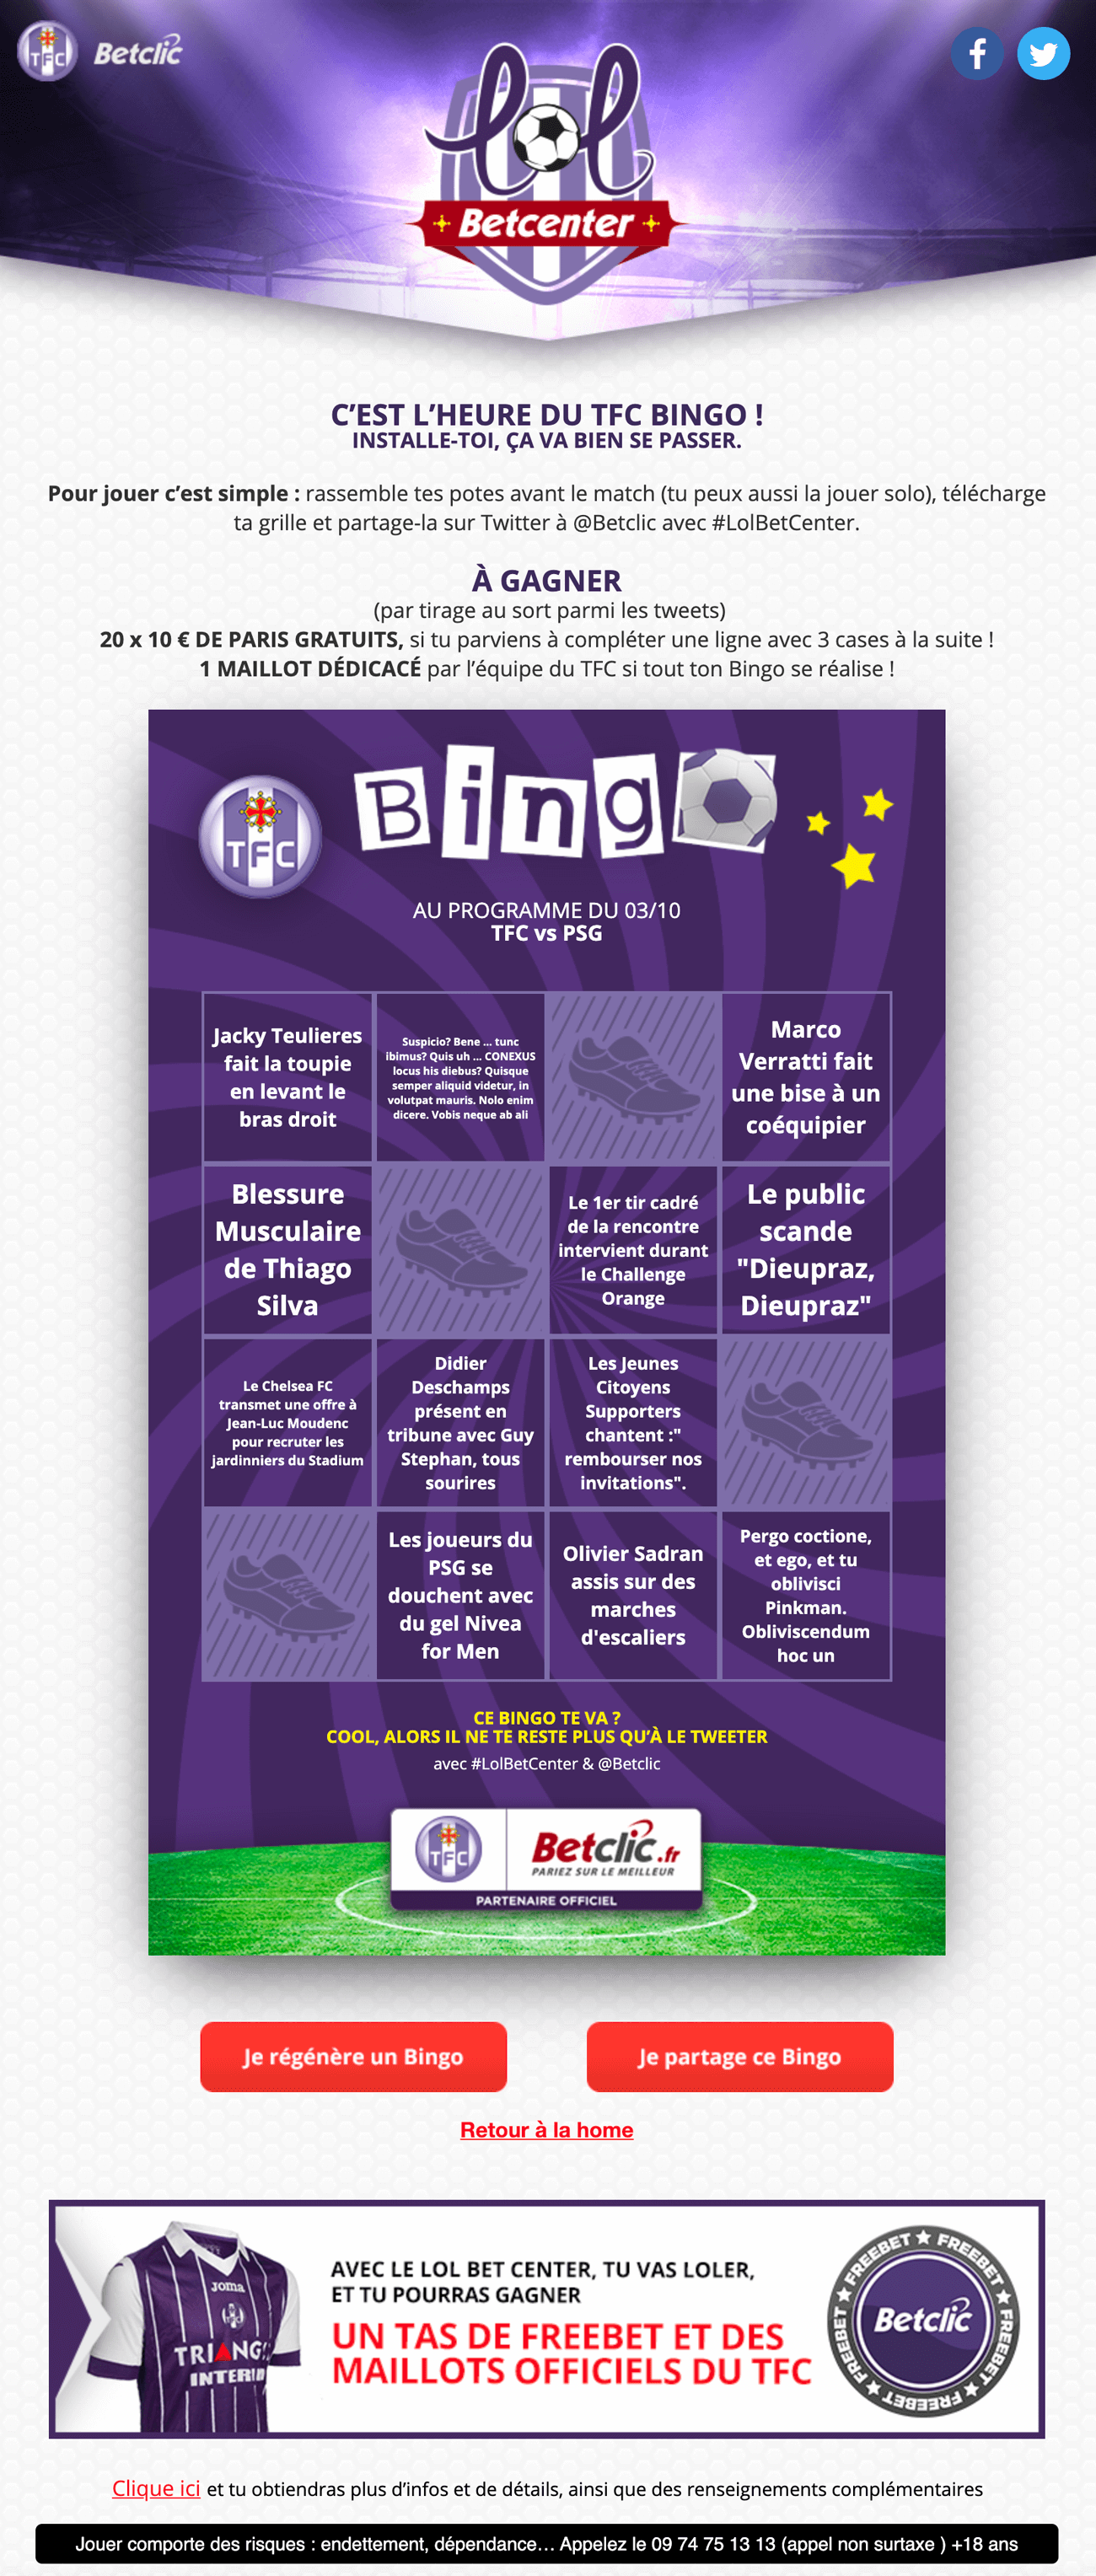 TFC Betclic
lol
Betcenter
C’EST L’HEURE DU TFC BINGO !
INSTALLE-TOI, ÇA VA BIEN SE PASSER.
Pour jouer c’est simple : rassemble tes potes avant le match (tu peux aussi la jouer solo), télécharge
ta grille et partage-la sur Twitter à @Betclic avec #LolBetCenter.
À GAGNER
(par tirage au sort parmi les tweets)
20 x 10 € DE PARIS GRATUITS, si tu parviens à compléter une ligne avec 3 cases à la suite !
1 MAILLOT DÉDICACÉ par l’équipe du TFC si tout ton Bingo se réalise !
Bingo
TFC
AU PROGRAMME DU 03/10
TFC vs PSG
Jacky Teulieres
fait la toupie
en levant le
bras droit
Suspicio? Bene ... tunc
ibimus? Quis uh ... CONEXUS
locus his diebus? Quisque
semper aliquid videtur, in
volutpat mauris. Nolo enim
dicere. Vobis neque ab ali
Marco
Verratti fait
une bise à un
coéquipier
Blessure
Musculaire
de Thiago
Silva
Le 1er tir cadré
de la rencontre
intervient durant
le Challenge
Orange
Le public
scande
"Dieupraz,
Dieupraz"
Le Chelsea FC
transmet une offre à
Jean-Luc Moudenc
pour recruter les
jardinniers du Stadium
Didier
Deschamps
présent en
tribune avec Guy
Stephan, tous
sourires
Les Jeunes
Citoyens
Supporters
chantent :"
rembourser nos
invitations".
Les joueurs du
PSG se
douchent avec
du gel Nivea
for Men
Olivier Sadran
assis sur des
marches
d'escaliers
Pergo coctione,
et ego, et tu
oblivisci
Pinkman.
Obliviscendum
hoc un
CE BINGO TE VA ?
COOL, ALORS IL NE TE RESTE PLUS QU’À LE TWEETER
avec #LolBetCenter & @Betclic
TFC Betclic.fr
PARIEZ SUR LE MEILLEUR
PARTENAIRE OFFICIEL
Je régénère un Bingo
Je partage ce Bingo
Retour à la home
Joma
TRIANG
INTERIM
AVEC LE LOL BET CENTER, TU VAS LOLER,
ET TU POURRAS GAGNER
UN TAS DE FREEBET ET DES
MAILLOTS OFFICIELS DU TFC
FREEBET ★ FREEBET ★ FREEBET ★ FREEBET ★ FREEBET ★
Betclic
Clique ici et tu obtiendras plus d’infos et de détails, ainsi que des renseignements complémentaires
Jouer comporte des risques : endettement, dépendance… Appelez le 09 74 75 13 13 (appel non surtaxe ) +18 ans